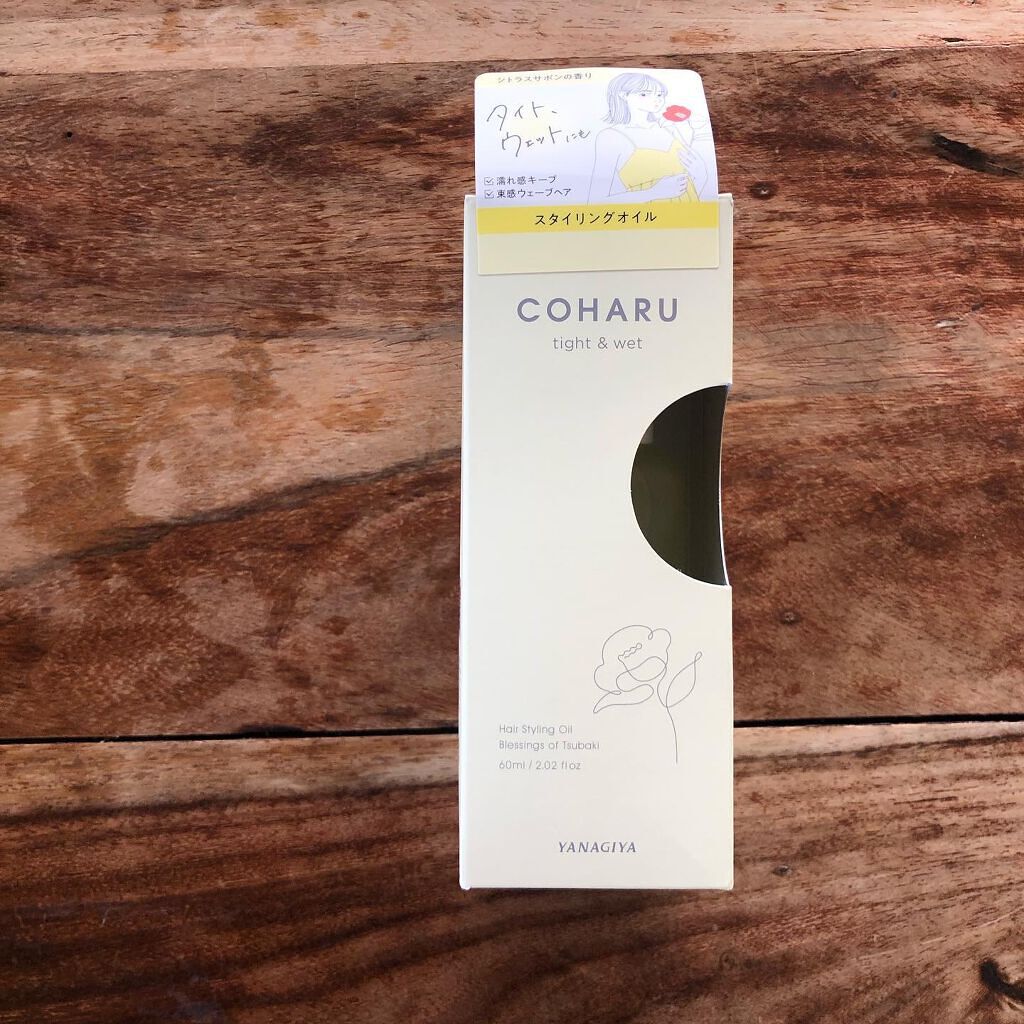 シトラスサボンの香り
タイト、
ウェットにも
濡れ感キープ
束感ウェーブヘア
スタイリングオイル
COHARU
tight & wet
Hair Styling Oil
Blessings of Tsubaki
60ml / 2.02 fl oz
YANAGIYA